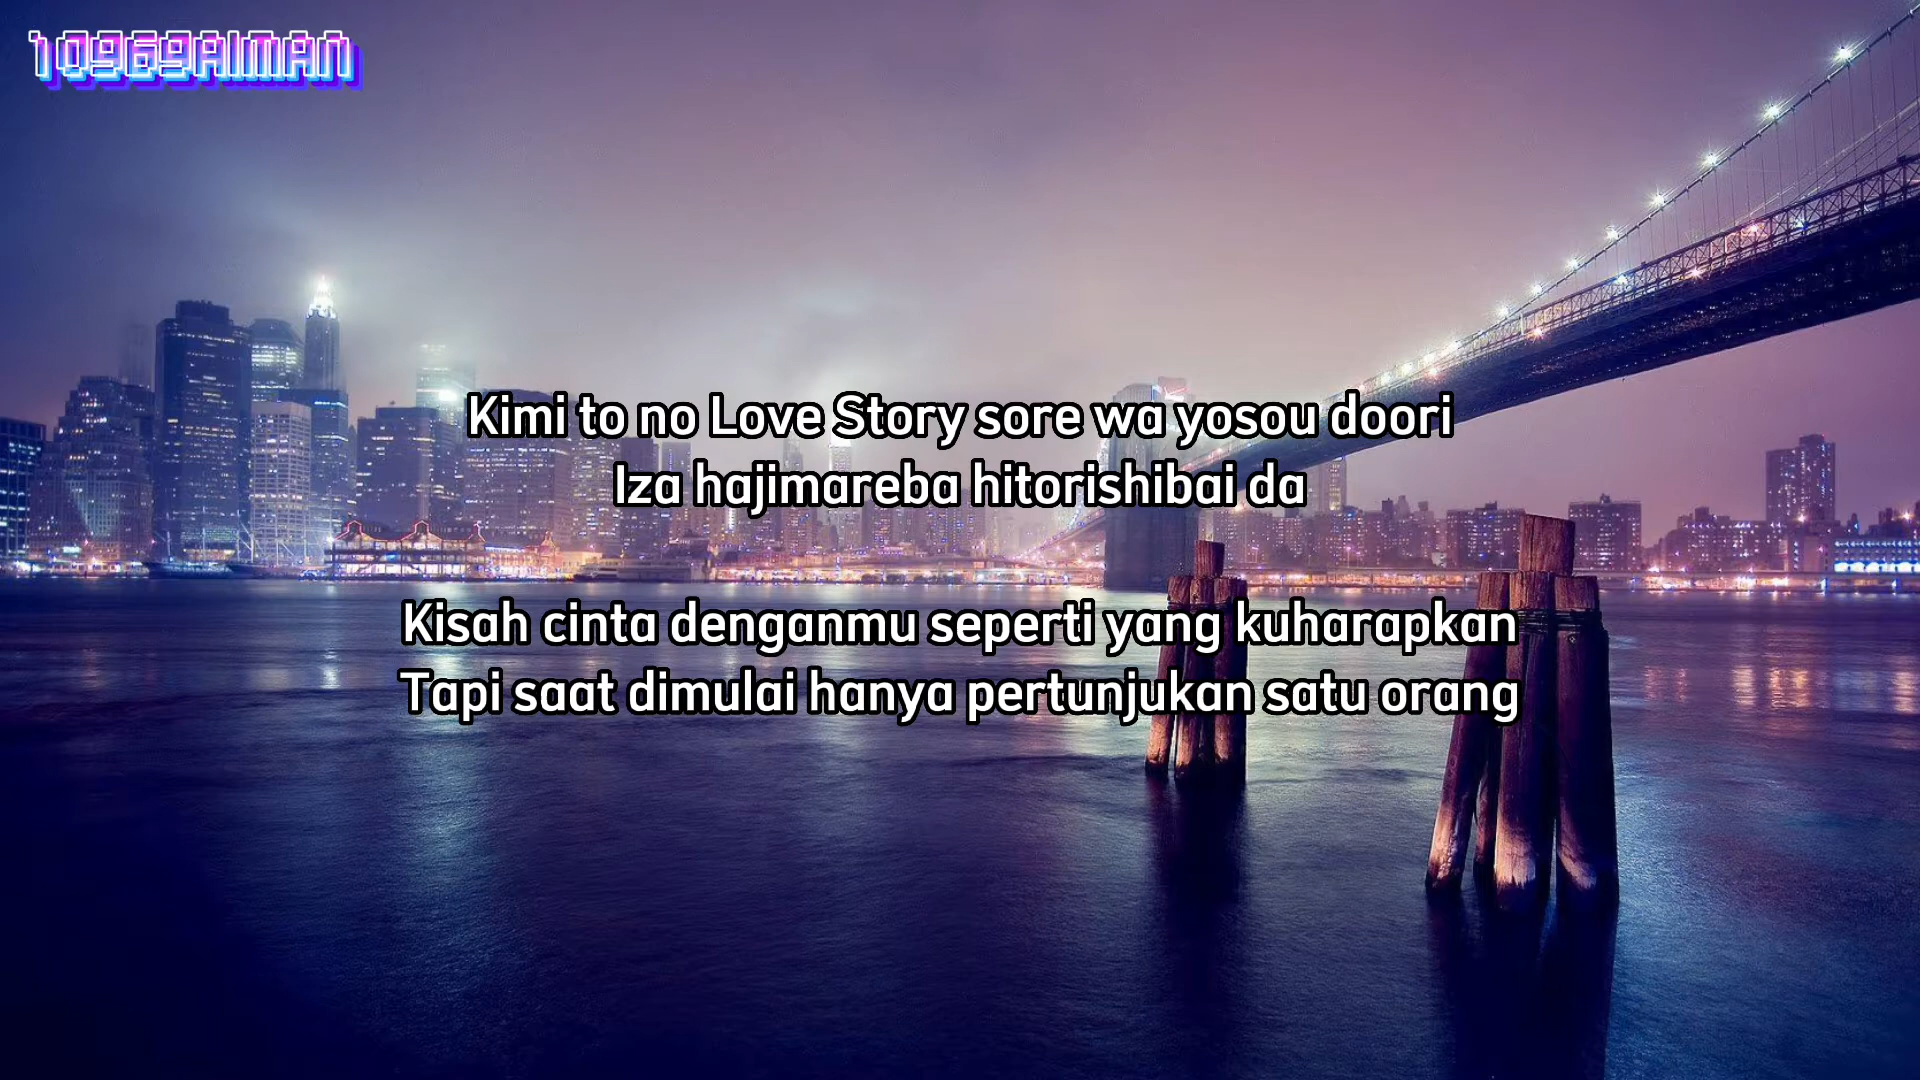 10969AIMAN
Kimi to no Love Story sore wa yosou doori
Iza hajimareba hitorishibai da
Kisah cinta denganmu seperti yang kuharapkan
Tapi saat dimulai hanya pertunjukan satu orang